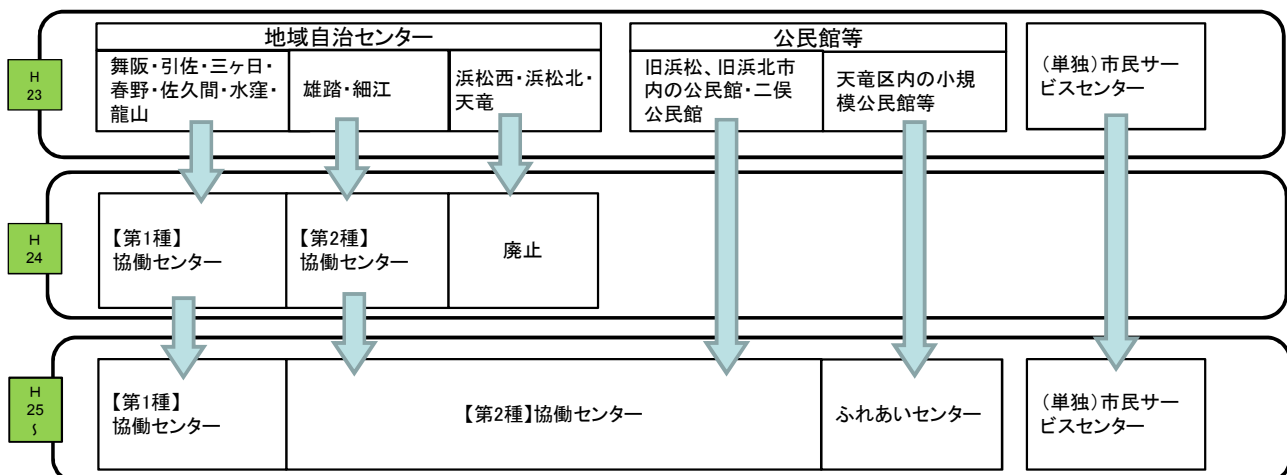 H
23
地域自治センター
舞阪・引佐・三ヶ日・
春野・佐久間・水窪・
龍山
雄踏・細江
浜松西・浜松北・
天竜
公民館等
旧浜松、旧浜北市
内の公民館・二俣
公民館
天竜区内の小規
模公民館等
（単独）市民サー
ビスセンター
H
24
【第1種】
協働センター
【第2種】
協働センター
廃止
H
25
～
【第1種】
協働センター
【第2種】協働センター
ふれあいセンター
（単独）市民サー
ビスセンター